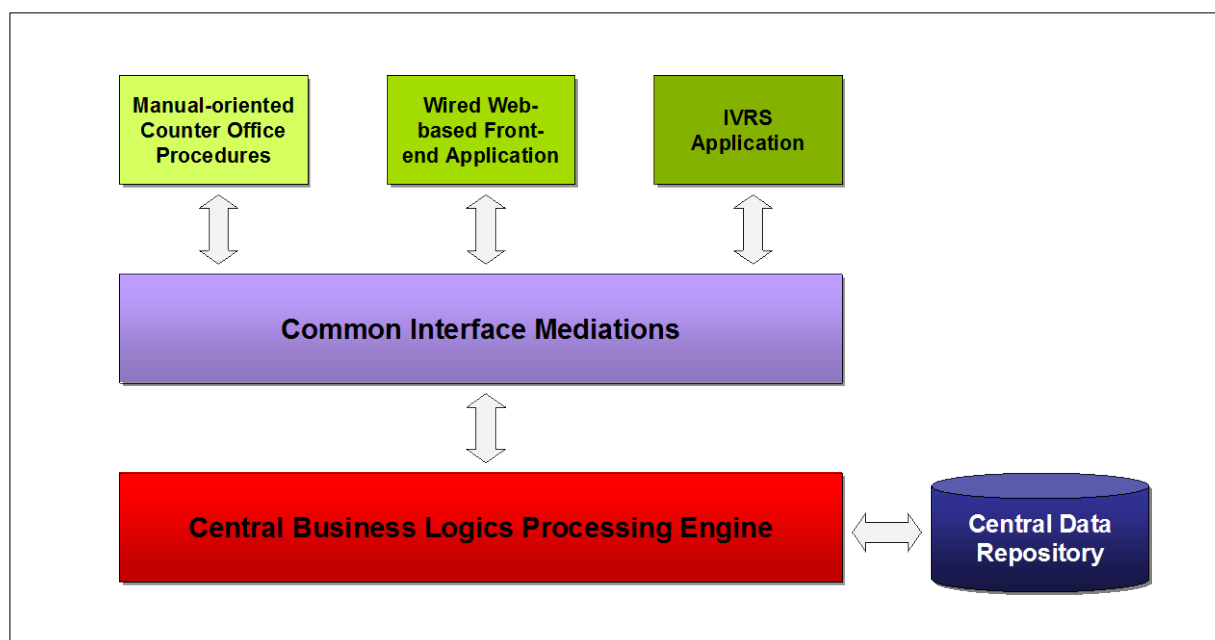 Manual-oriented
Counter Office
Procedures
Wired Web-
based Front-
end Application
IVRS
Application
Common Interface Mediations
Central Business Logics Processing Engine
Central Data
Repository